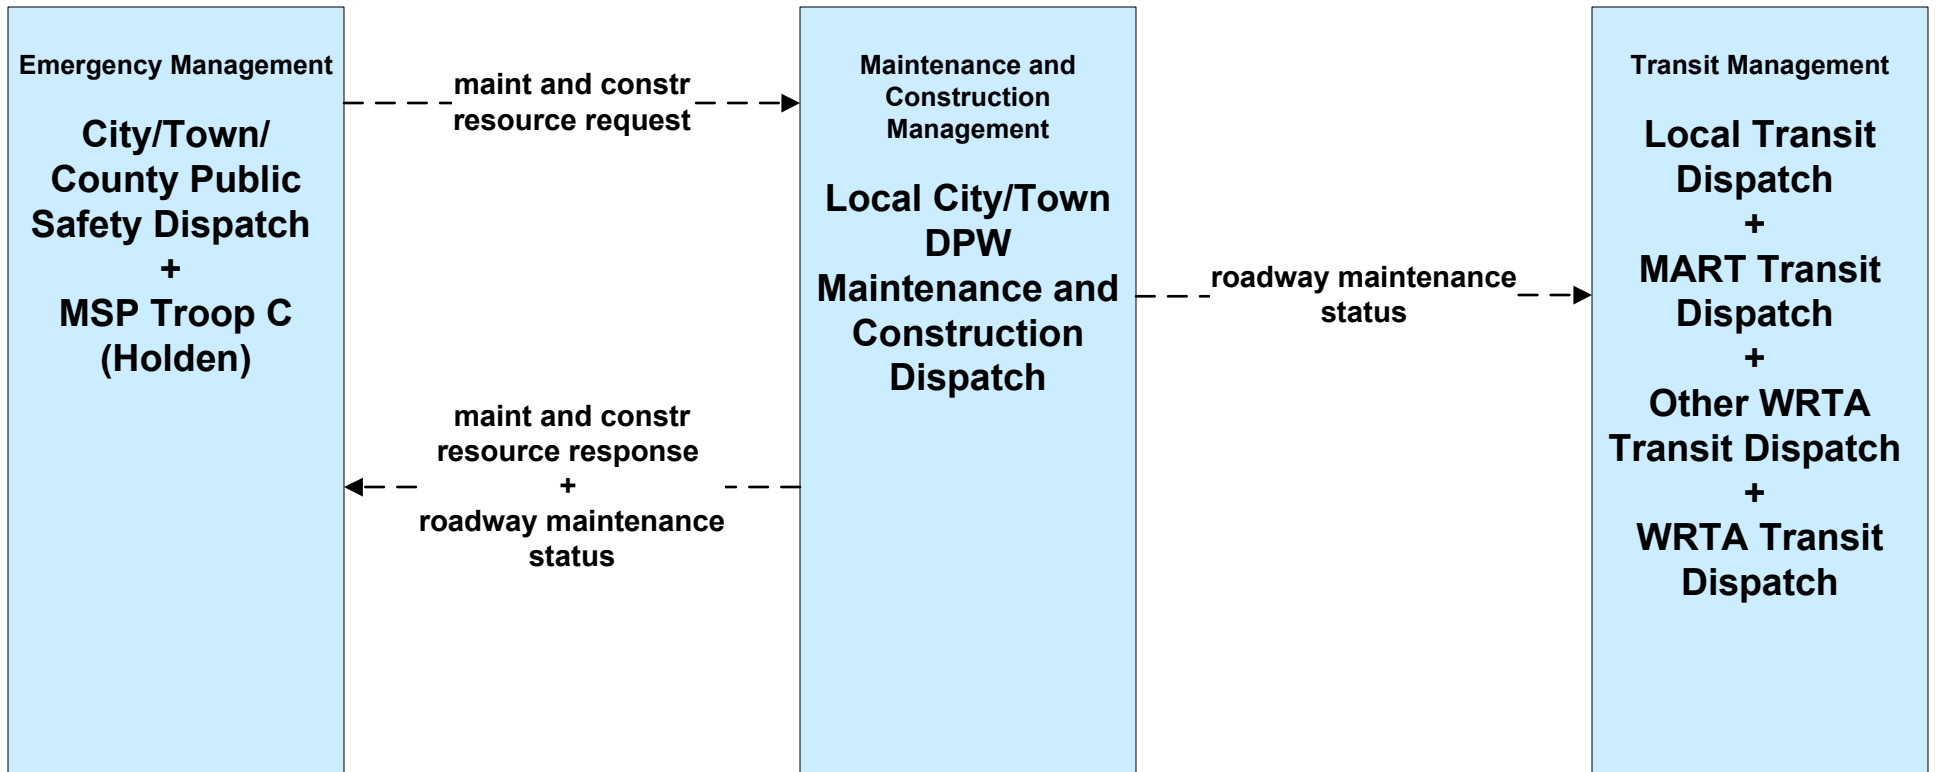 Emergency Management
City/Town/
County Public
Safety Dispatch
+
MSP Troop C
(Holden)
maint and constr
resource request
maint and constr
resource response
+
roadway maintenance
status
Maintenance and
Construction
Management
Local City/Town
DPW
Maintenance and
Construction
Dispatch
roadway maintenance
status
Transit Management
Local Transit
Dispatch
+
MART Transit
Dispatch
+
Other WRTA
Transit Dispatch
+
WRTA Transit
Dispatch